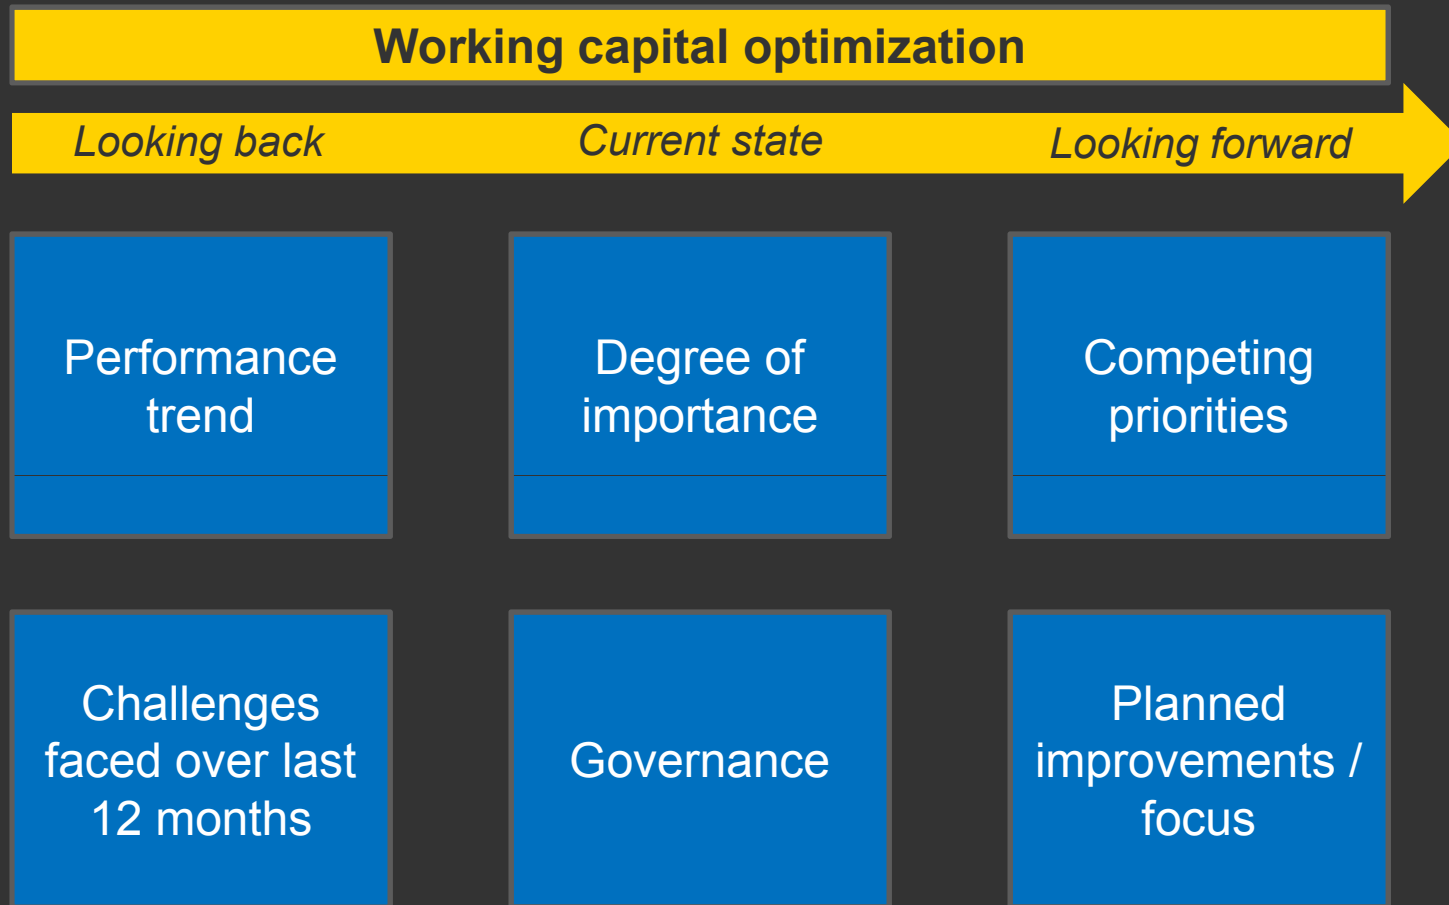 Working capital optimization
Looking back
Current state
Looking forward
Performance
trend
Degree of
importance
Competing
priorities
Challenges
faced over last
12 months
Governance
Planned
improvements /
focus